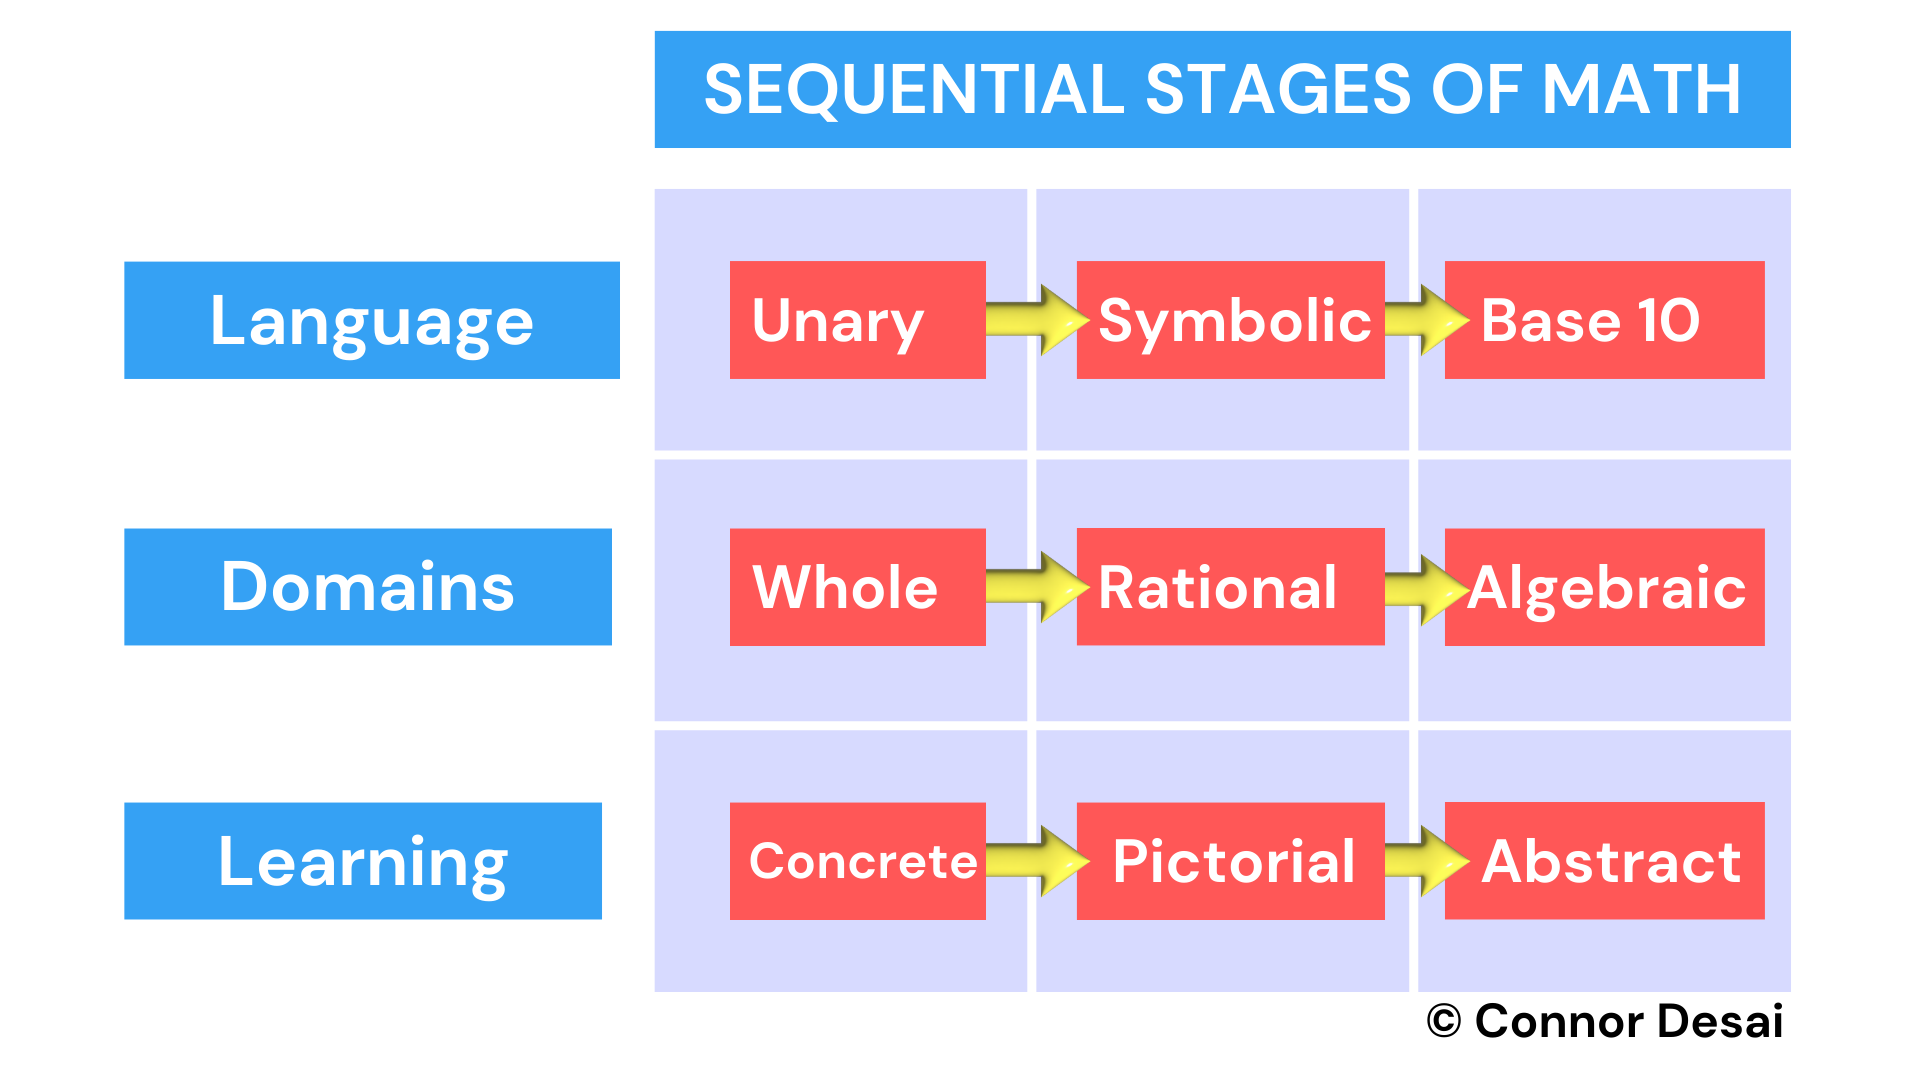 SEQUENTIAL STAGES OF MATH
Language
Unary
Symbolic
Base 10
Domains
Whole
Rational
Algebraic
Learning
Concrete
Pictorial
Abstract
© Connor Desai